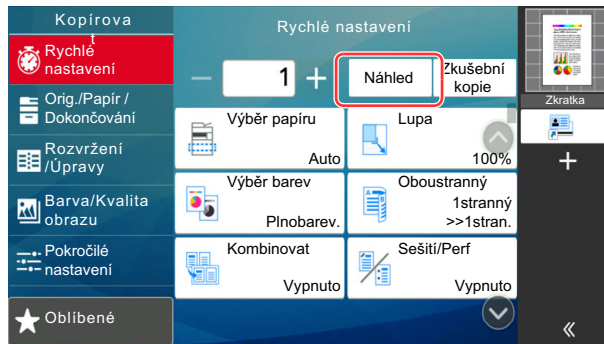 Kopírova
t
Rychlé
nastavení
Orig./Papír /
Dokončování
Rozvržení
/Úpravy
Barva/Kvalita
obrazu
Pokročilé
nastavení
Oblíbené
Rychlé nastavení
1
Náhled
Zkušební
kopie
Výběr papíru
Auto
Lupa
100%
Výběr barev
Plnobarev.
Oboustranný
1stranný
>>1stran.
Kombinovat
Vypnuto
Sešití/Perf
Vypnuto
Zkratka